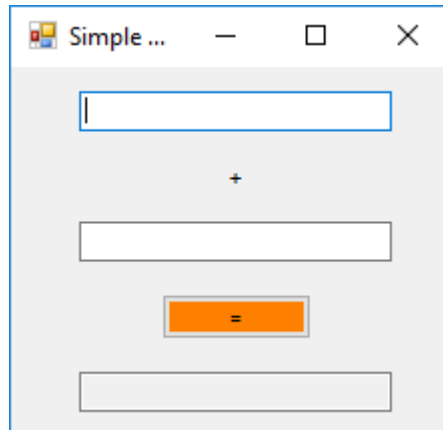 Simple ...
+
=